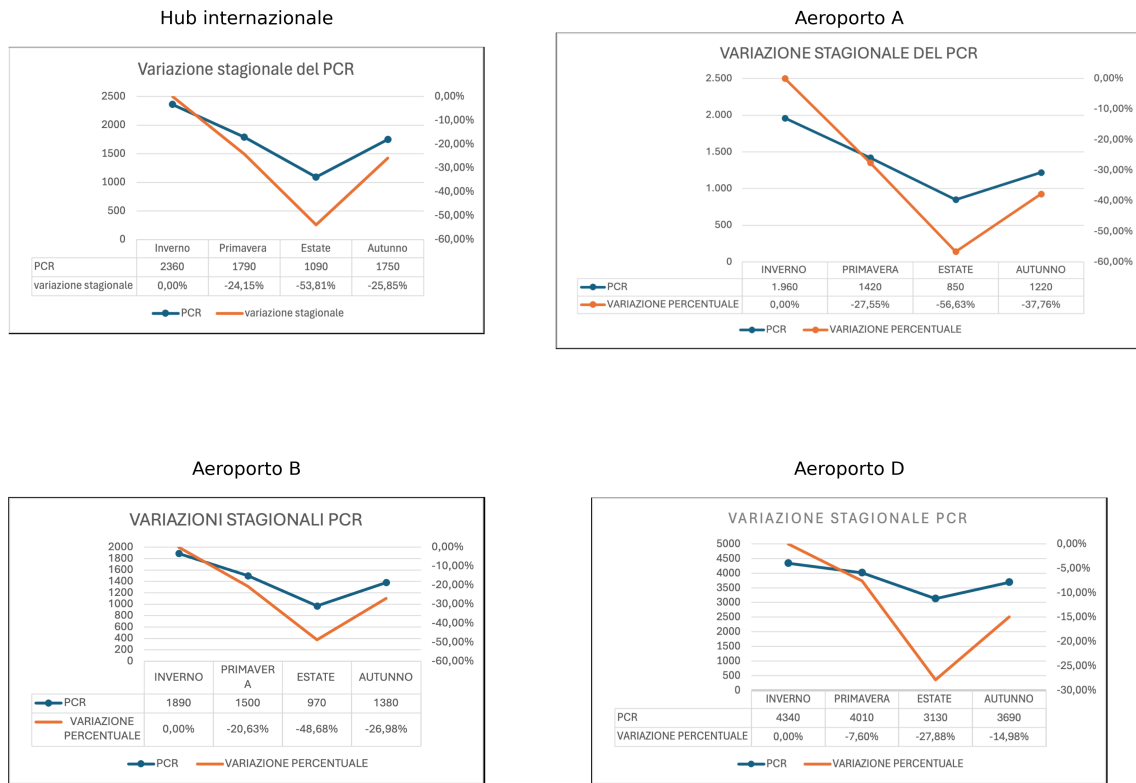 Hub internazionale
Variazione stagionale del PCR
2500 0,00%
2000 -10,00%
1500 -20,00%
1000 -30,00%
500 -40,00%
0 -50,00%
-60,00%
Inverno Primavera Estate Autunno
PCR 2360 1790 1090 1750
variazione stagionale 0,00% -24,15% -53,81% -25,85%
PCR variazione stagionale
Aeroporto A
VARIAZIONE STAGIONALE DEL PCR
2.500 0,00%
2.000 -10,00%
1.500 -20,00%
1.000 -30,00%
500 -40,00%
0 -50,00%
-60,00%
INVERNO PRIMAVERA ESTATE AUTUNNO
PCR 1.960 1420 850 1220
VARIAZIONE PERCENTUALE 0,00% -27,55% -56,63% -37,76%
PCR VARIAZIONE PERCENTUALE
Aeroporto B
VARIAZIONI STAGIONALI PCR
2000 0,00%
1800 -10,00%
1600 -20,00%
1400 -30,00%
1200 -40,00%
1000 -50,00%
800 -60,00%
600
400
200
0
INVERNO PRIMAVER ESTATE AUTUNNO
A
PCR 1890 1500 970 1380
VARIAZIONE
PERCENTUALE 0,00% -20,63% -48,68% -26,98%
PCR VARIAZIONE PERCENTUALE
Aeroporto D
VARIAZIONE STAGIONALE PCR
5000 0,00%
4500 -5,00%
4000 -10,00%
3500 -15,00%
3000 -20,00%
2500 -25,00%
2000 -30,00%
1500
1000
500
0
INVERNO PRIMAVERA ESTATE AUTUNNO
PCR 4340 4010 3130 3690
VARIAZIONE PERCENTUALE 0,00% -7,60% -27,88% -14,98%
PCR VARIAZIONE PERCENTUALE